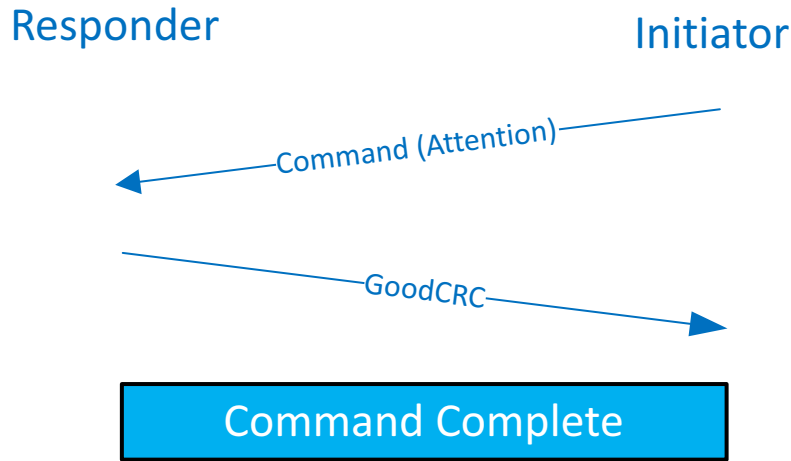 Responder
Initiator
Command (Attention)
GoodCRC
Command Complete